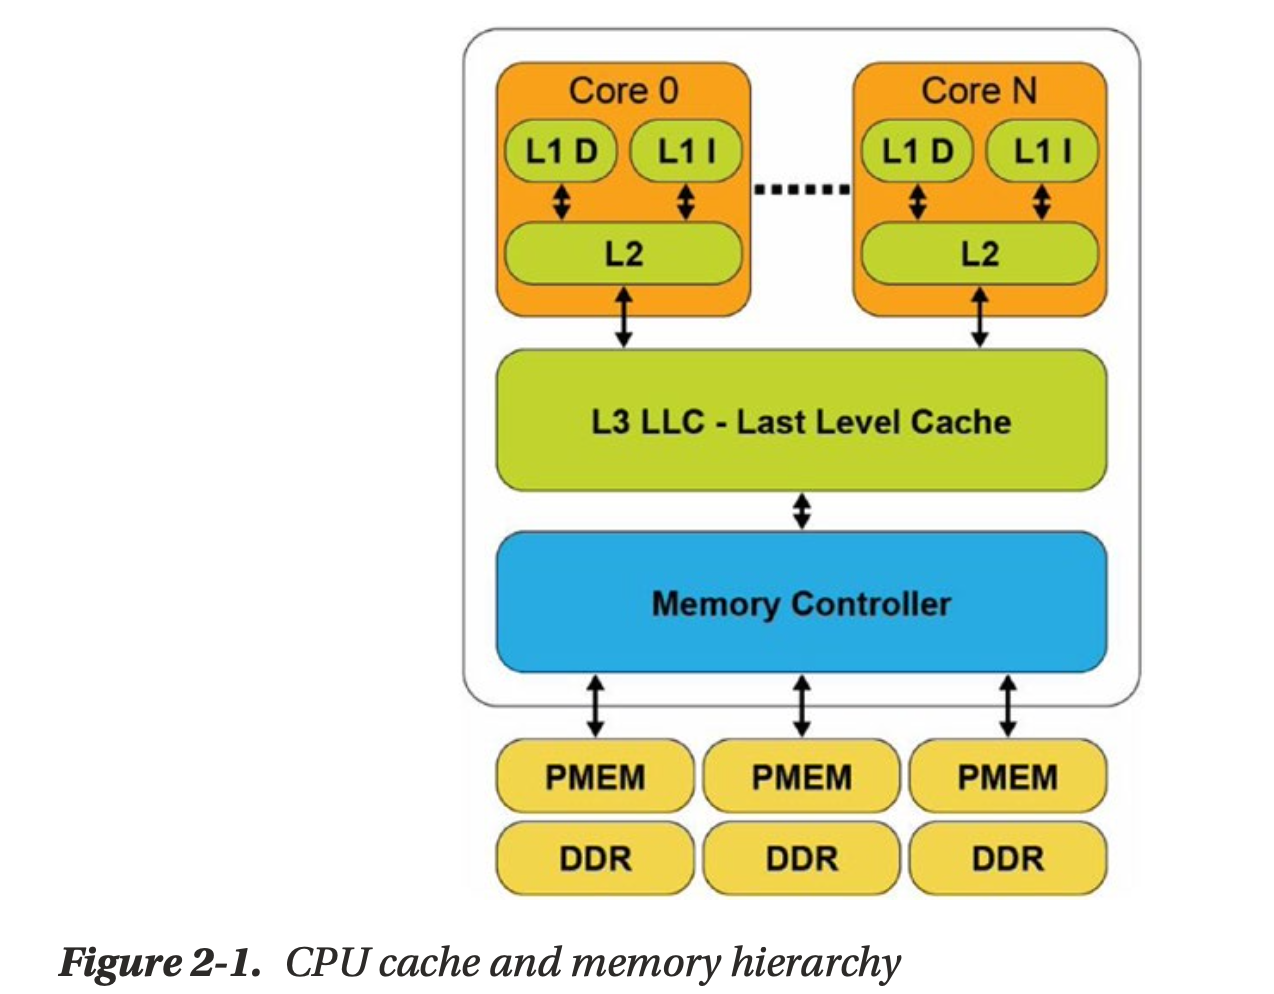 Core 0
Core N
L1 D
L1 I
L1 D
L1 I
L2
L2
L3 LLC - Last Level Cache
Memory Controller
PMEM
PMEM
PMEM
DDR
DDR
DDR
Figure 2-1. CPU cache and memory hierarchy